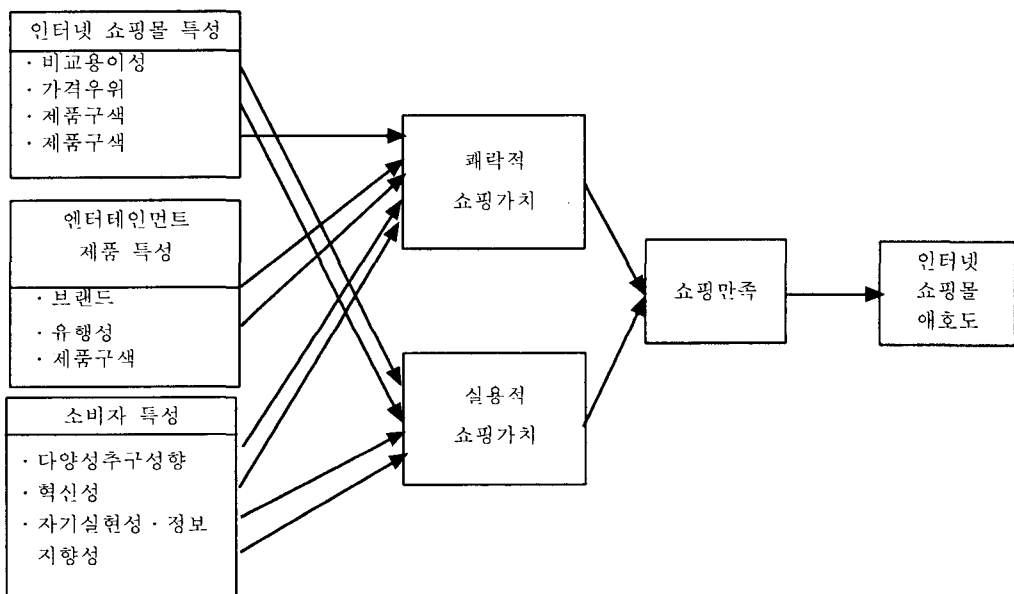 인터넷 쇼핑몰 특성
· 비교용이성
· 가격우위
· 제품구색
· 제품구색
엔터테인먼트
제품 특성
· 브랜드
· 유행성
· 제품구색
소비자 특성
· 다양성추구성향
· 혁신성
· 자기실현성 · 정보
지향성
쾌락적
쇼핑가치
실용적
쇼핑가치
쇼핑만족
인터넷
쇼핑몰
애호도